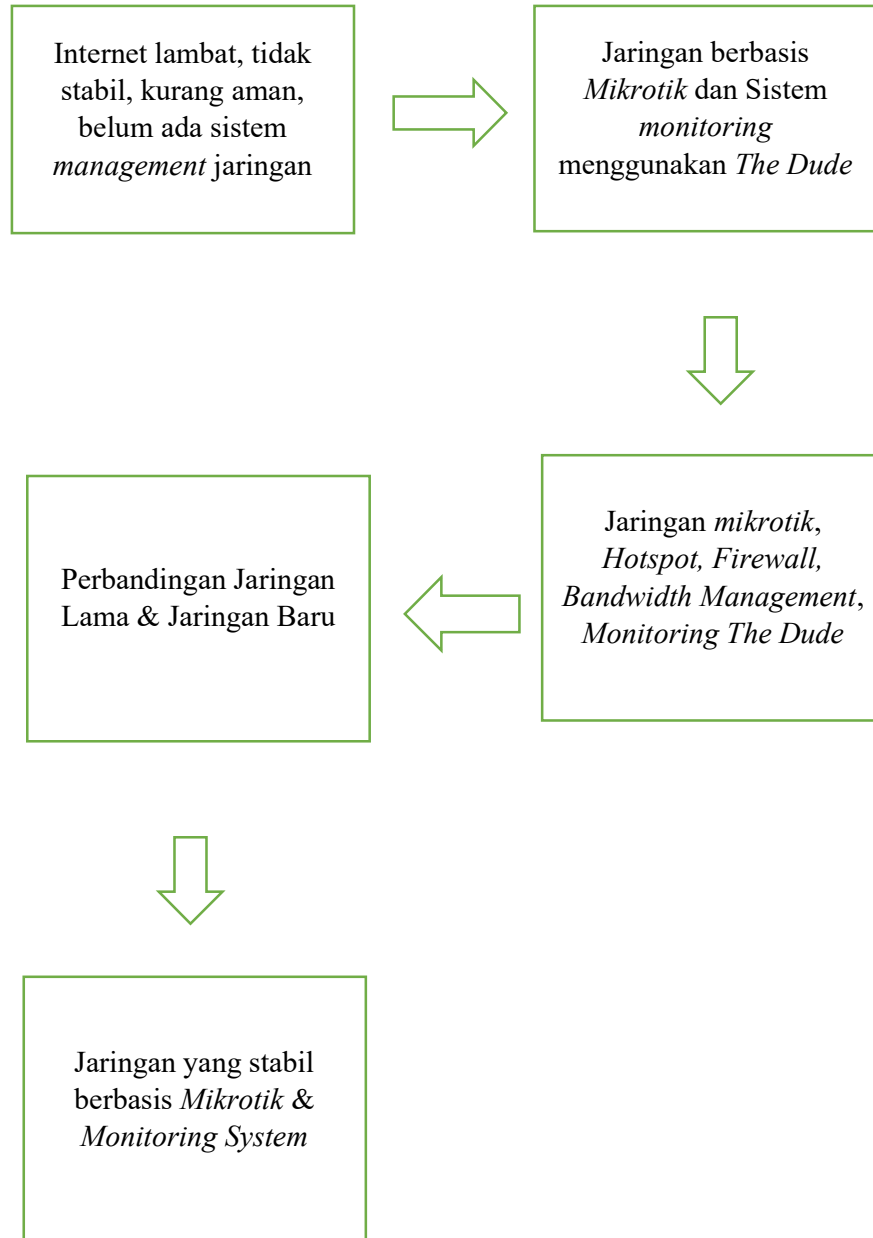 Internet lambat, tidak
stabil, kurang aman,
belum ada sistem
management jaringan
Jaringan berbasis
Mikrotik dan Sistem
monitoring
menggunakan The Dude
Jaringan mikrotik,
Hotspot, Firewall,
Bandwidth Management,
Monitoring The Dude
Perbandingan Jaringan
Lama & Jaringan Baru
Jaringan yang stabil
berbasis Mikrotik &
Monitoring System